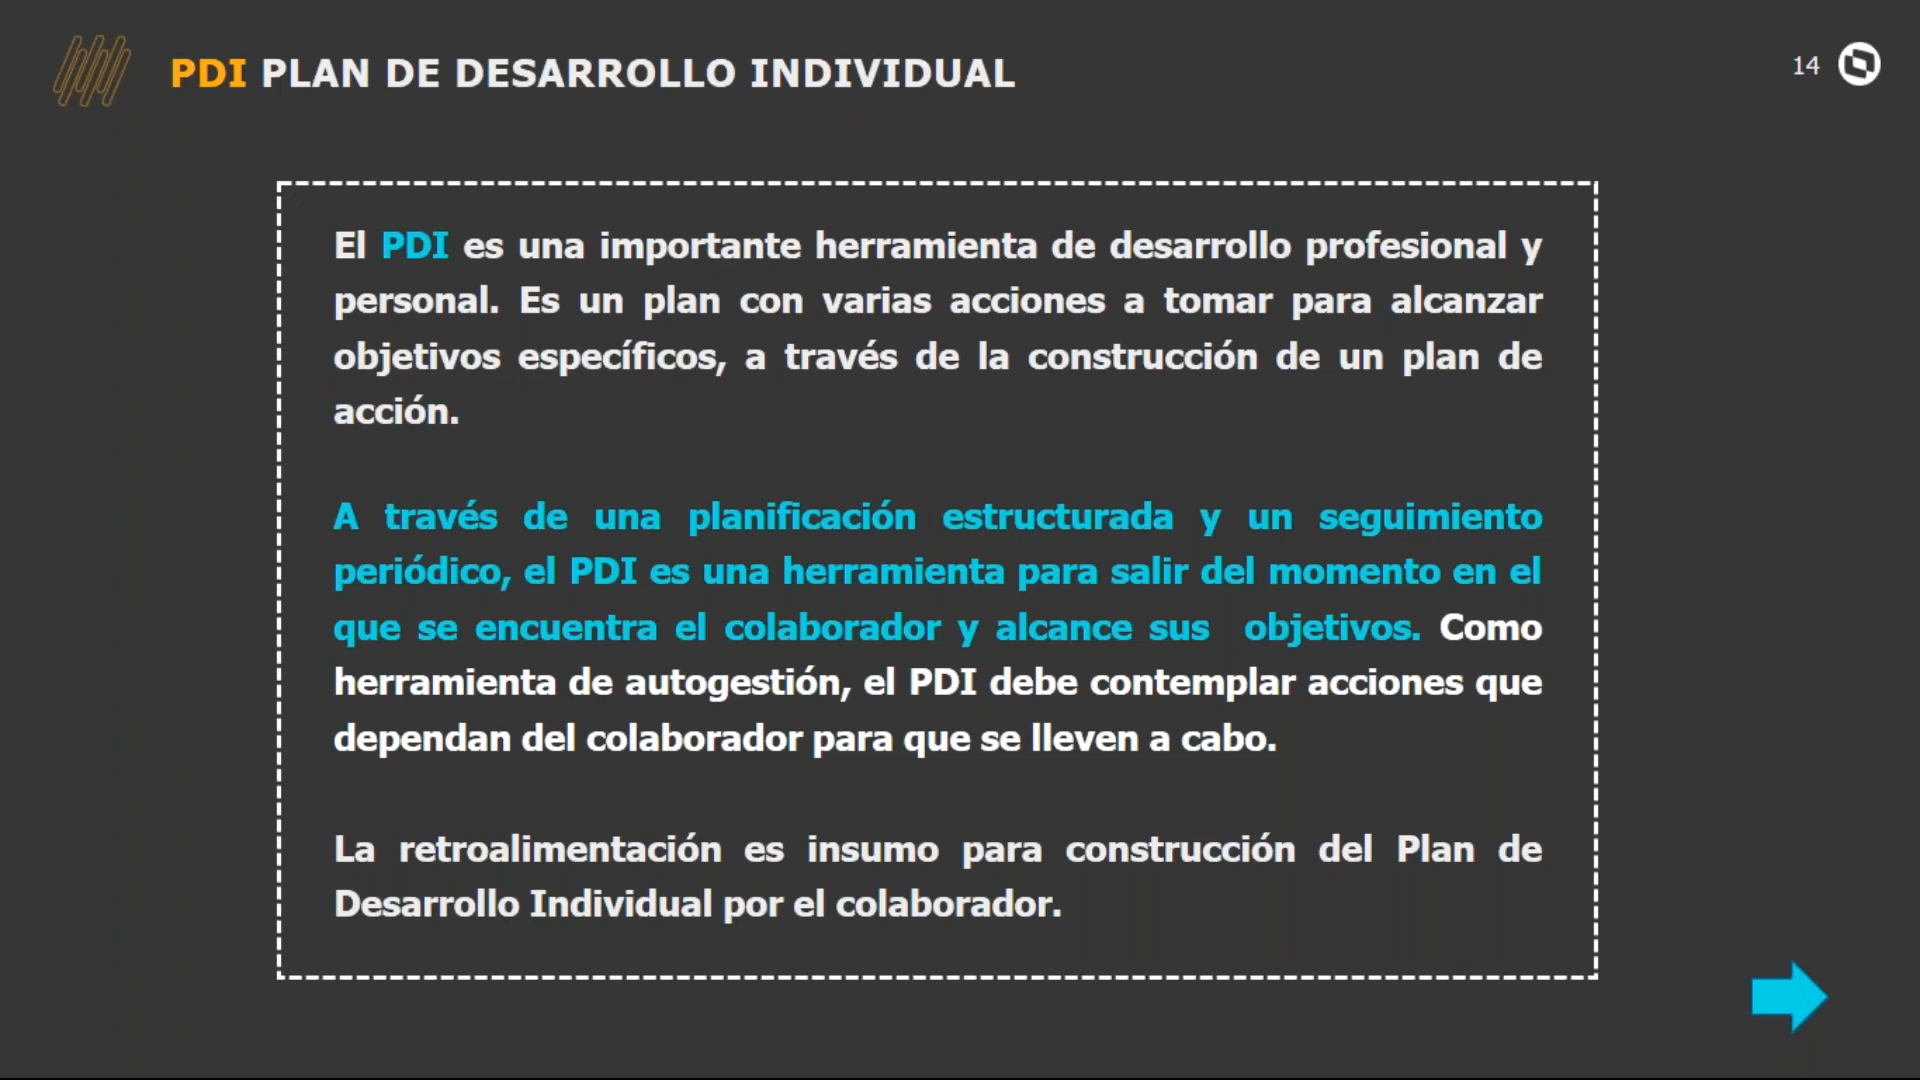 PDI PLAN DE DESARROLLO INDIVIDUAL
14
El PDI es una importante herramienta de desarrollo profesional y
personal. Es un plan con varias acciones a tomar para alcanzar
objetivos específicos, a través de la construcción de un plan de
acción.
A través de una planificación estructurada y un seguimiento
periódico, el PDI es una herramienta para salir del momento en el
que se encuentra el colaborador y alcance sus objetivos. Como
herramienta de autogestión, el PDI debe contemplar acciones que
dependan del colaborador para que se lleven a cabo.
La retroalimentación es insumo para construcción del Plan de
Desarrollo Individual por el colaborador.